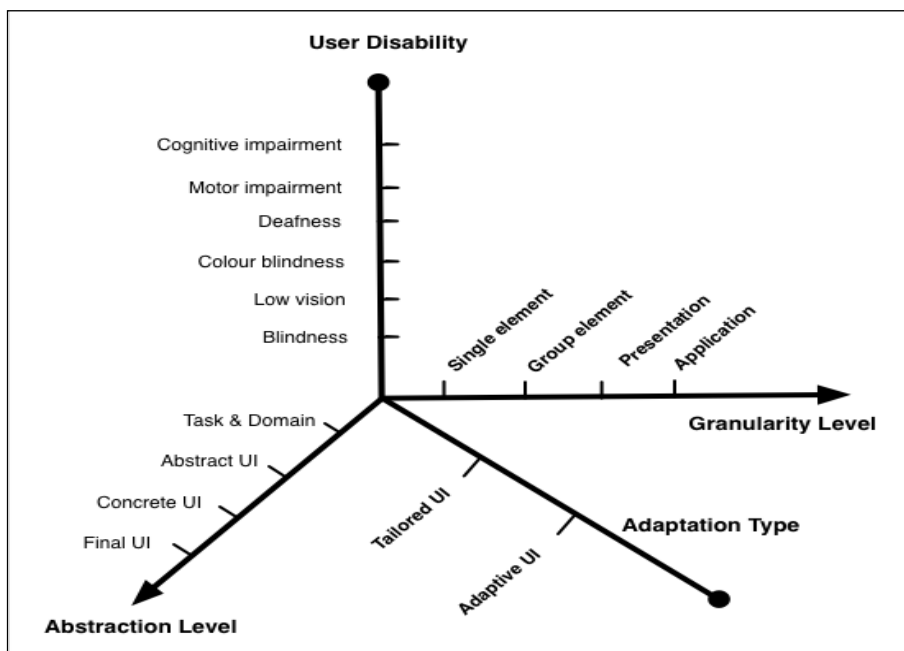 User Disability
Cognitive impairment
Motor impairment
Deafness
Colour blindness
Low vision
Blindness
Single element
Group element
Presentation
Application
Granularity Level
Task & Domain
Abstract UI
Concrete UI
Final UI
Abstraction Level
Tailored UI
Adaptive UI
Adaptation Type